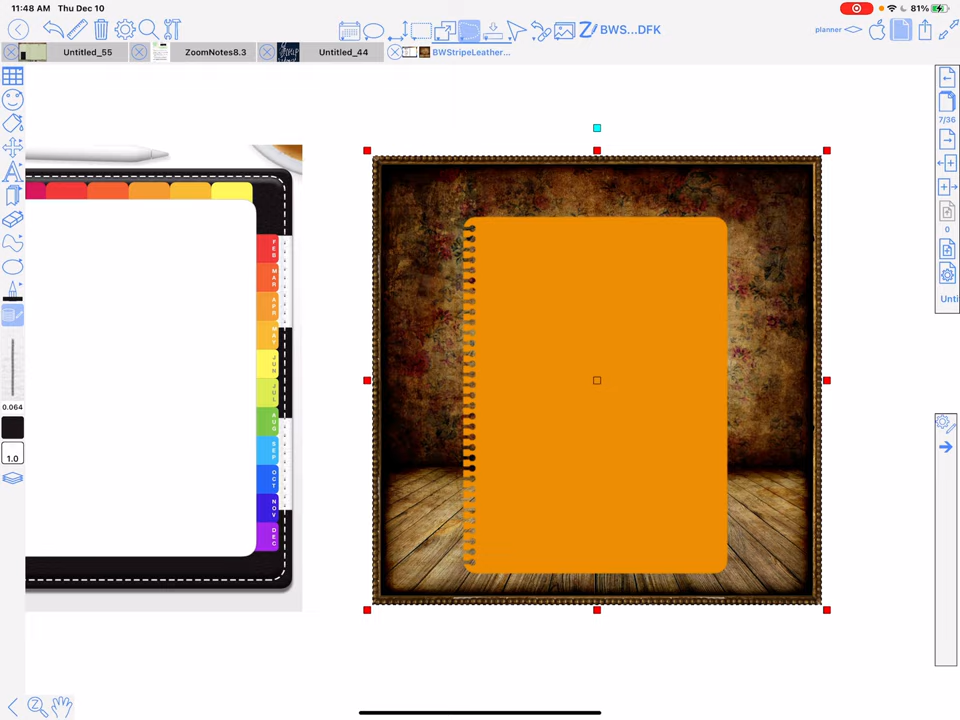 11:48 AM Thu Dec 10
81%
BWS...DFK
planner
Untitled_55
ZoomNotes8.3
Untitled_44
BWStripeLeather...
7/36
0
Unti
FEB
MAR
APR
MAY
JUN
JUL
AUG
SEP
OCT
NOV
DEC
0.064
1.0